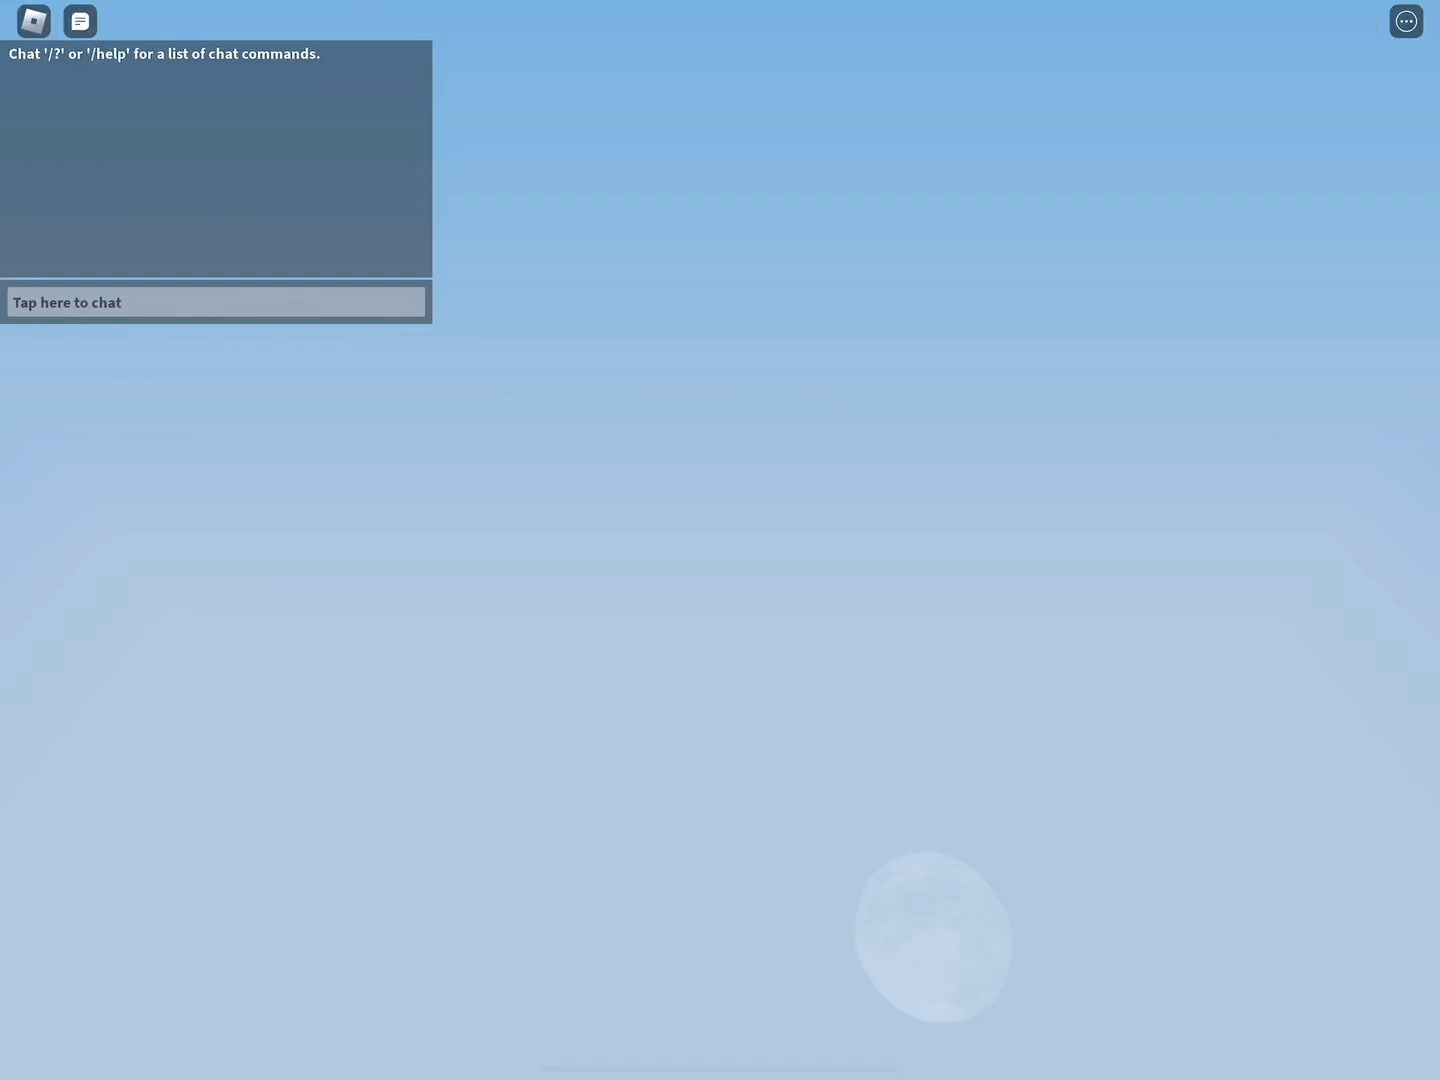 Chat '/?' or '/help' for a list of chat commands.
Tap here to chat